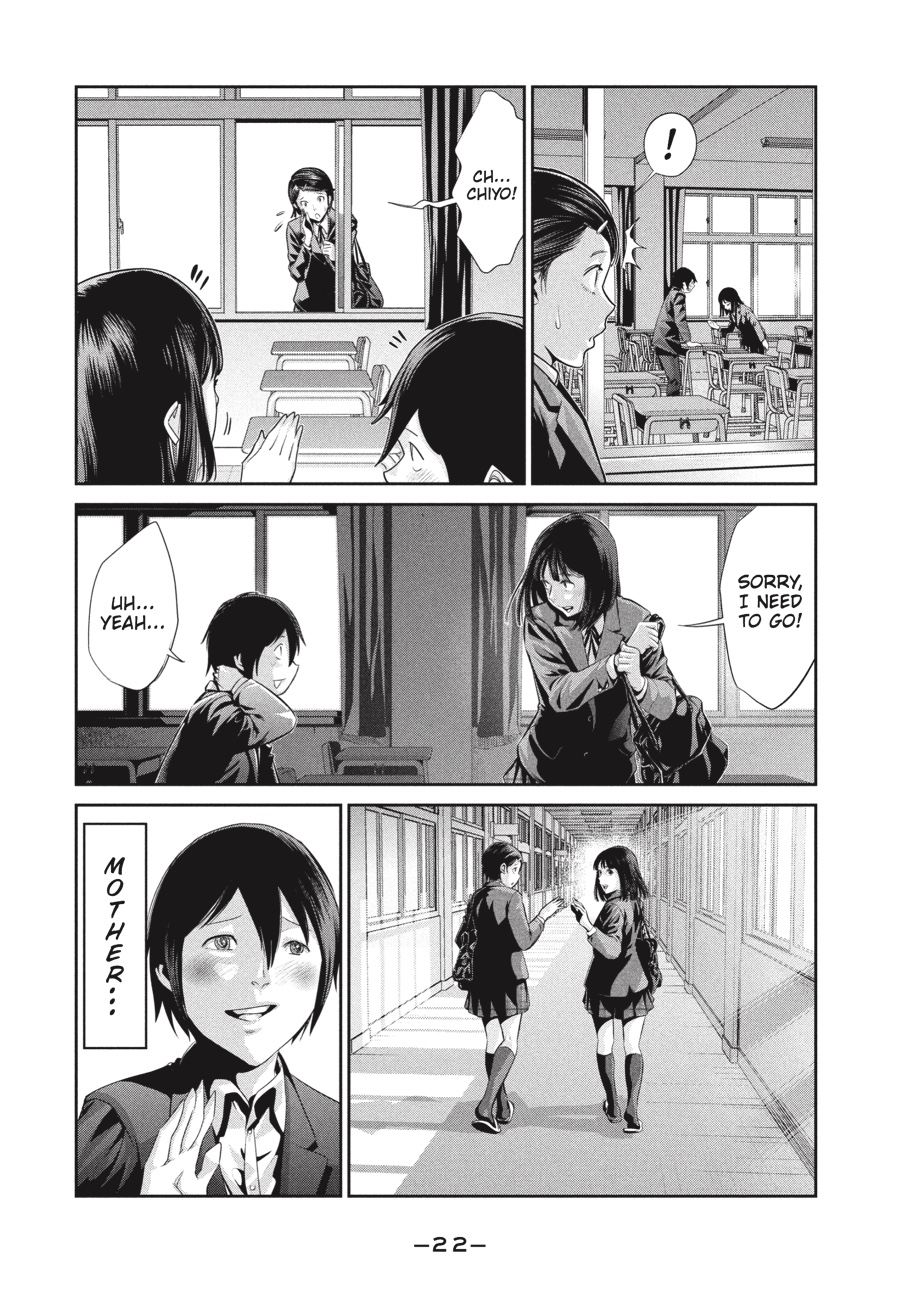 !
CH...
CHIYO!
SORRY,
I NEED
TO GO!
UH...
YEAH...
MOTHER...
-22-